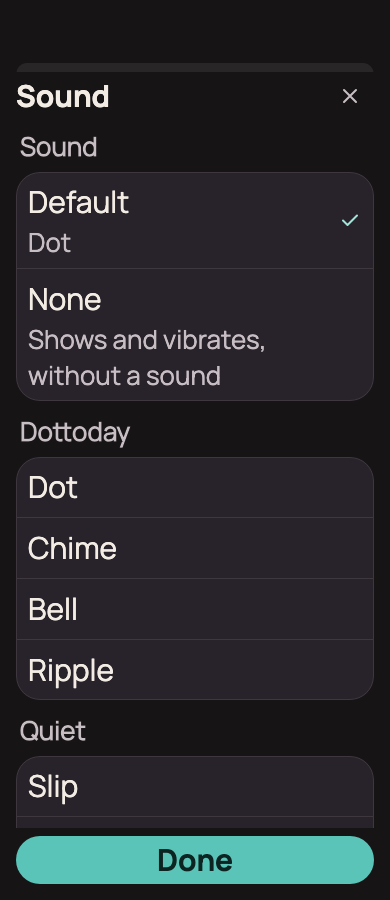 Sound
Sound
Default
Dot
None
Shows and vibrates,
without a sound
Dottoday
Dot
Chime
Bell
Ripple
Quiet
Slip
Done